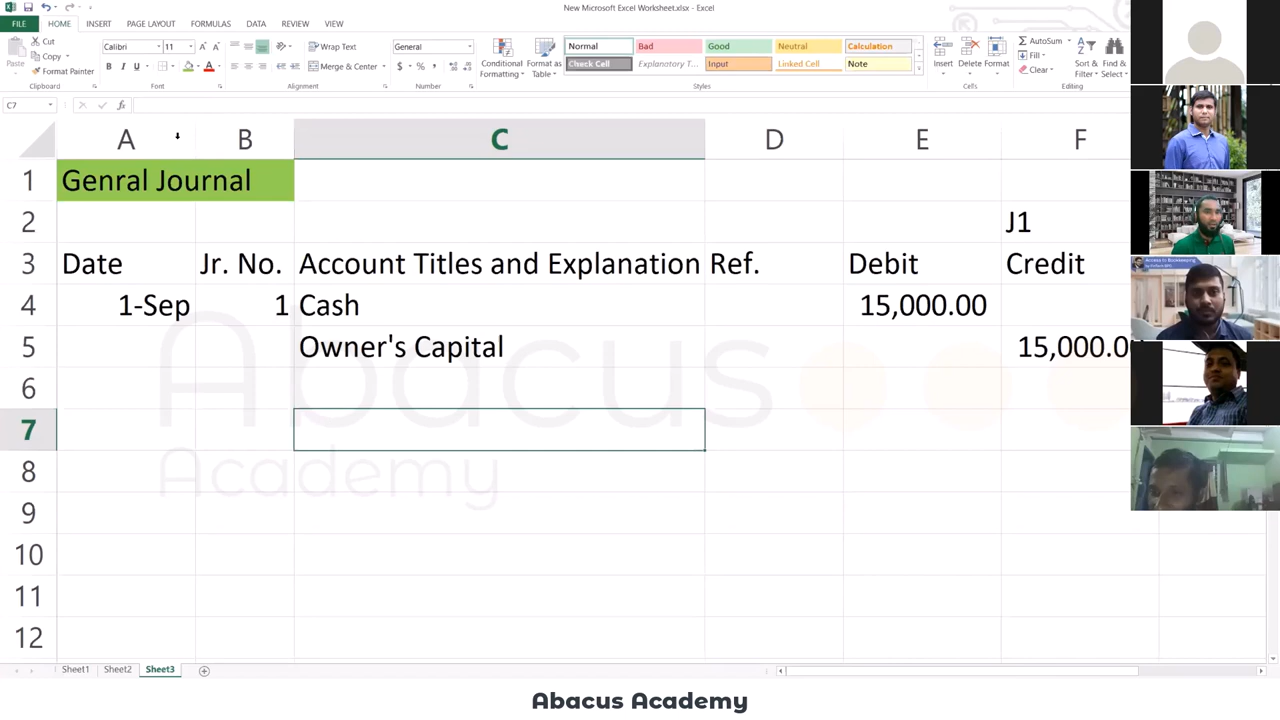 New Microsoft Excel Worksheet.xlsx - Excel
FILE HOME INSERT PAGE LAYOUT FORMULAS DATA REVIEW VIEW
Paste Cut Calibri 11 Wrap Text General Conditional Format as Normal Bad Good Neutral Calculation Insert Delete Format AutoSum Sort & Find &
Copy Formatting Table Check Cell Explanatory T... Input Linked Cell Note Fill Filter Select
Format Painter B I U A Merge & Center $ % , Clear
Clipboard Font Alignment Number Styles Cells Editing
C7 fx
A B C D E F
1 Genral Journal
2 J1
3 Date Jr. No. Account Titles and Explanation Ref. Debit Credit
4 1-Sep 1 Cash 15,000.00
5 Owner's Capital 15,000.0
6
7
8
9
10
11
12
Abacus
Academy
Sheet1 Sheet2 Sheet3
Abacus Academy